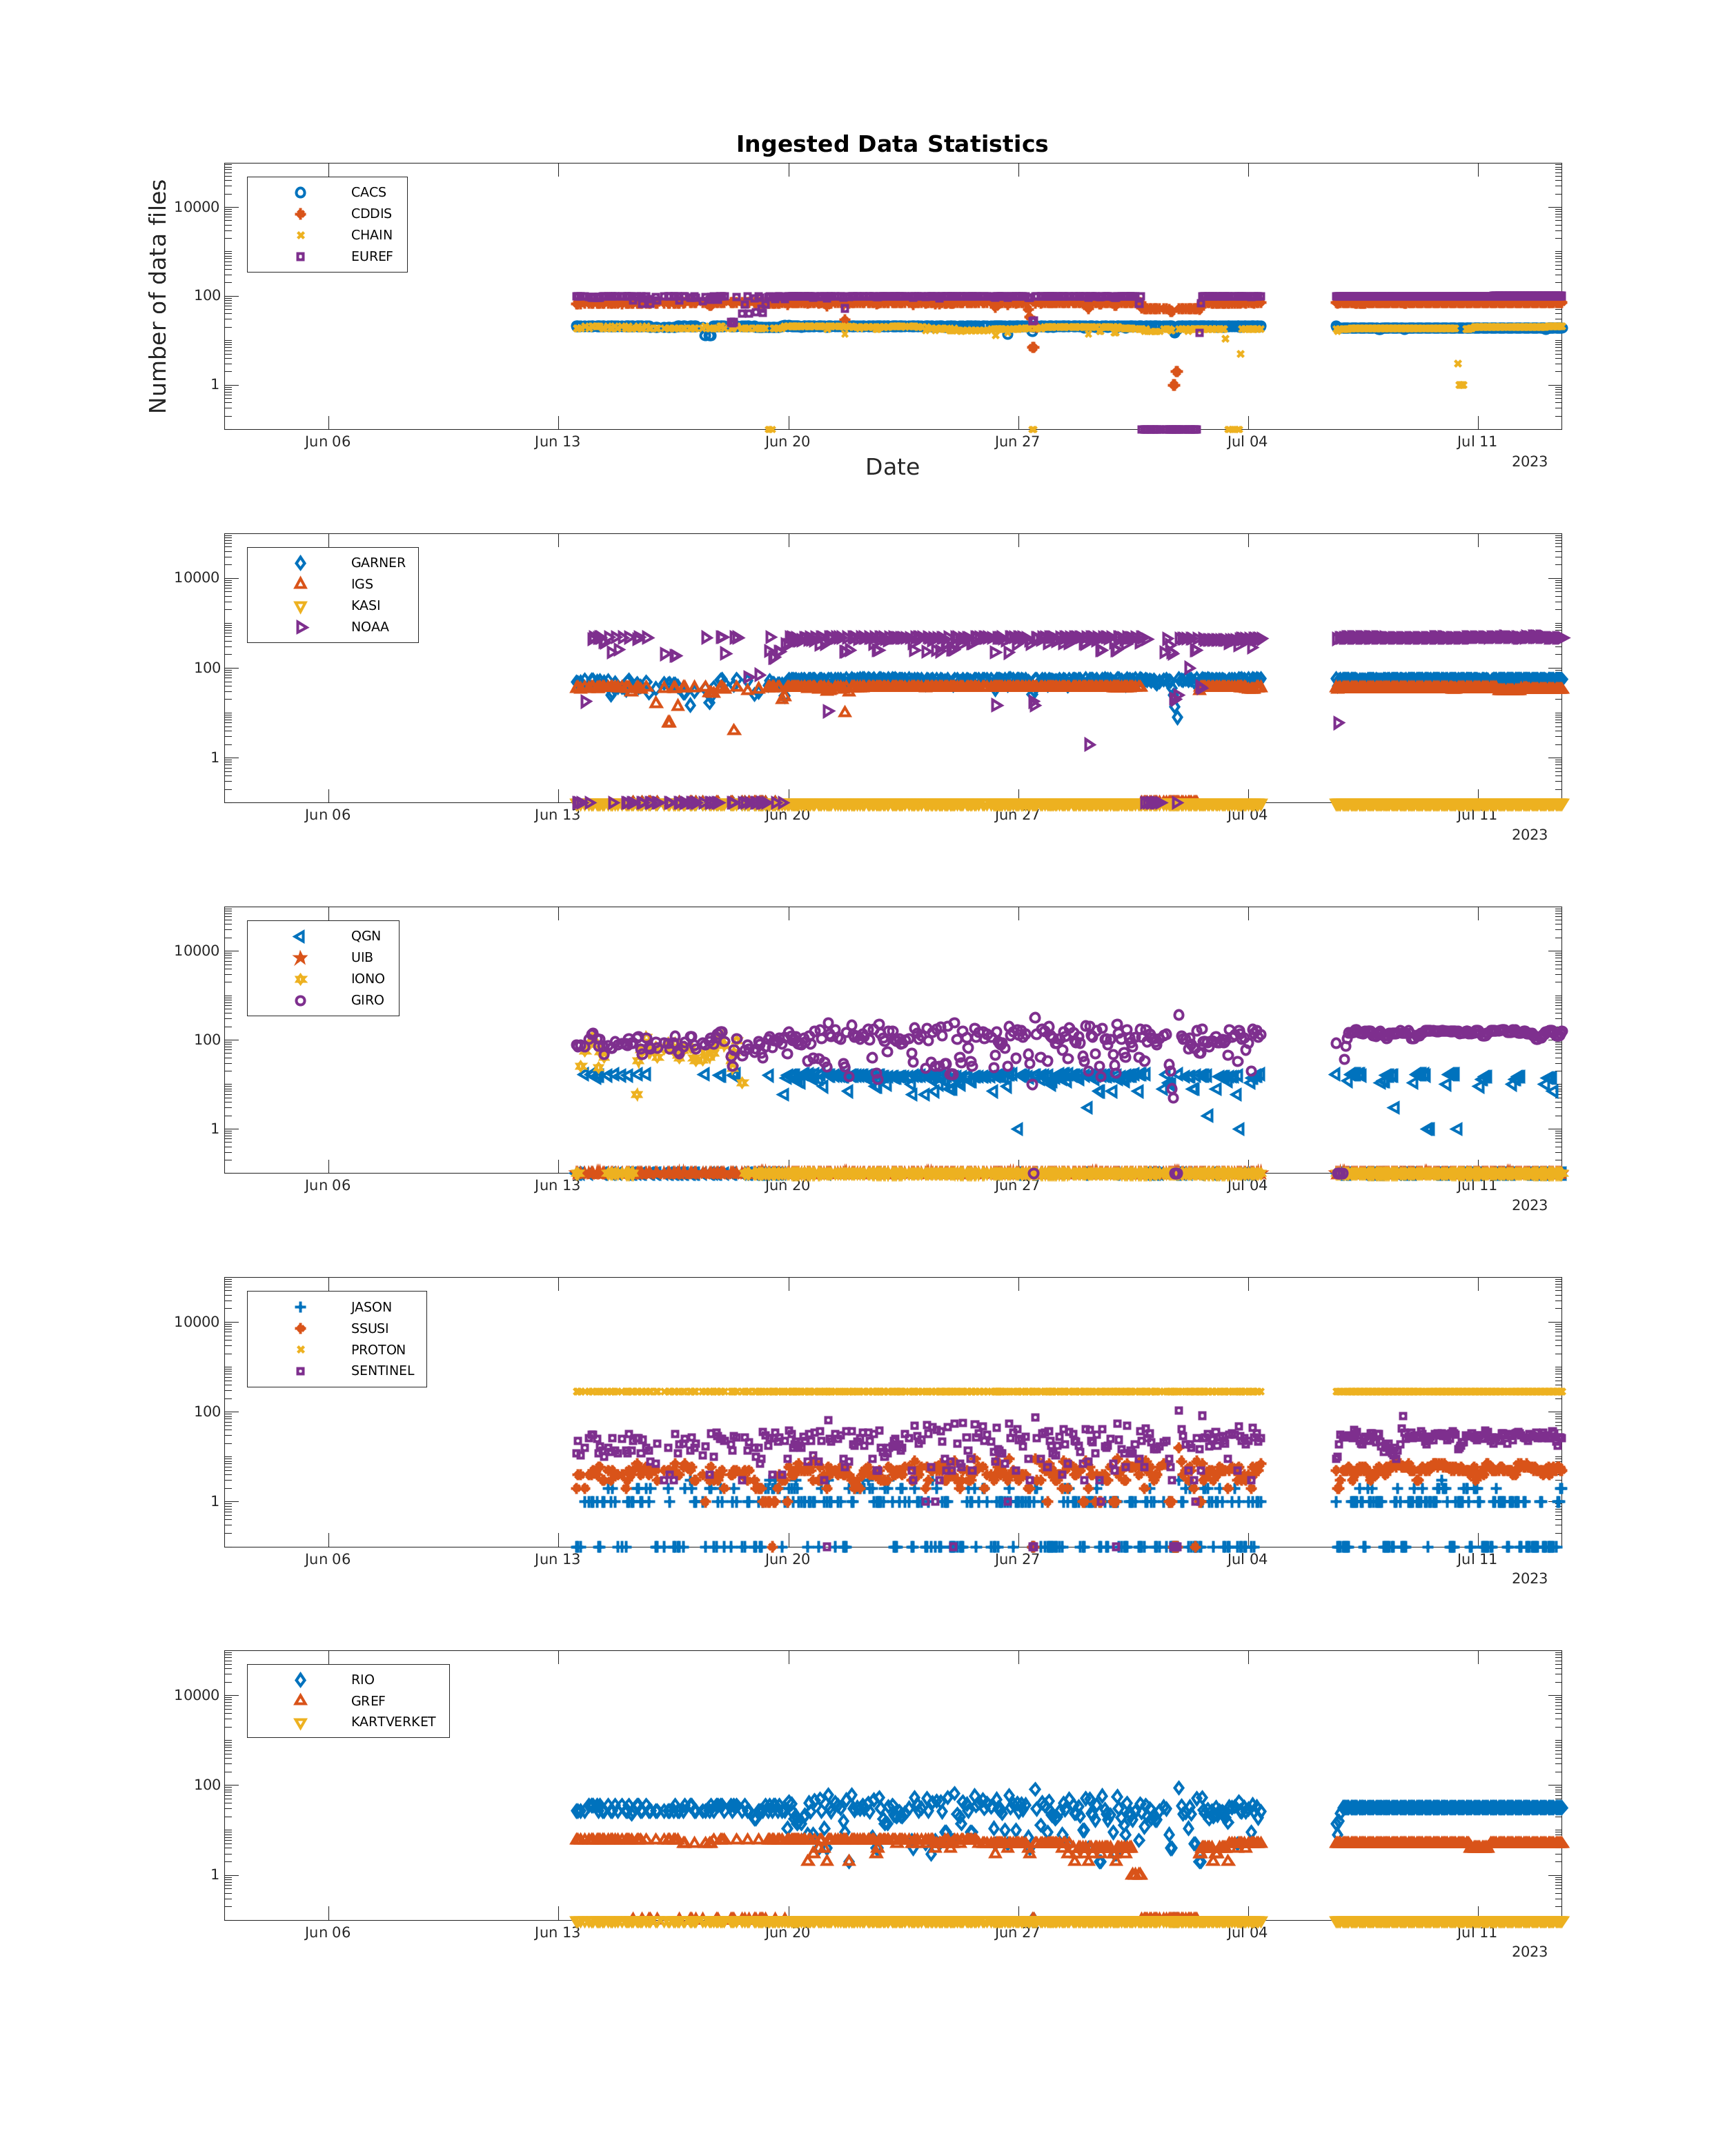 Ingested Data Statistics
Number of data files
10000
100
1
CACS
CDDIS
CHAIN
EUREF
Jun 06
Jun 13
Jun 20
Jun 27
Jul 04
Jul 11
2023
Date
10000
100
1
GARNER
IGS
KASI
NOAA
Jun 06
Jun 13
Jun 20
Jun 27
Jul 04
Jul 11
2023
10000
100
1
QGN
UIB
IONO
GIRO
Jun 06
Jun 13
Jun 20
Jun 27
Jul 04
Jul 11
2023
10000
100
1
JASON
SSUSI
PROTON
SENTINEL
Jun 06
Jun 13
Jun 20
Jun 27
Jul 04
Jul 11
2023
10000
100
1
RIO
GREF
KARTVERKET
Jun 06
Jun 13
Jun 20
Jun 27
Jul 04
Jul 11
2023